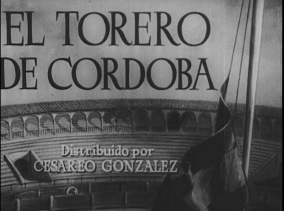 EL TORERO
DE CORDOBA
Distribuido por
CESAREO GONZALEZ